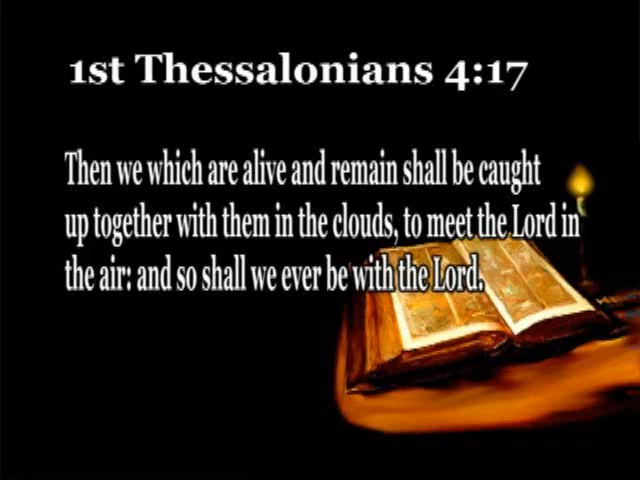 1st Thessalonians 4:17
Then we which are alive and remain shall be caught
up together with them in the clouds, to meet the Lord in
the air: and so shall we ever be with the Lord.